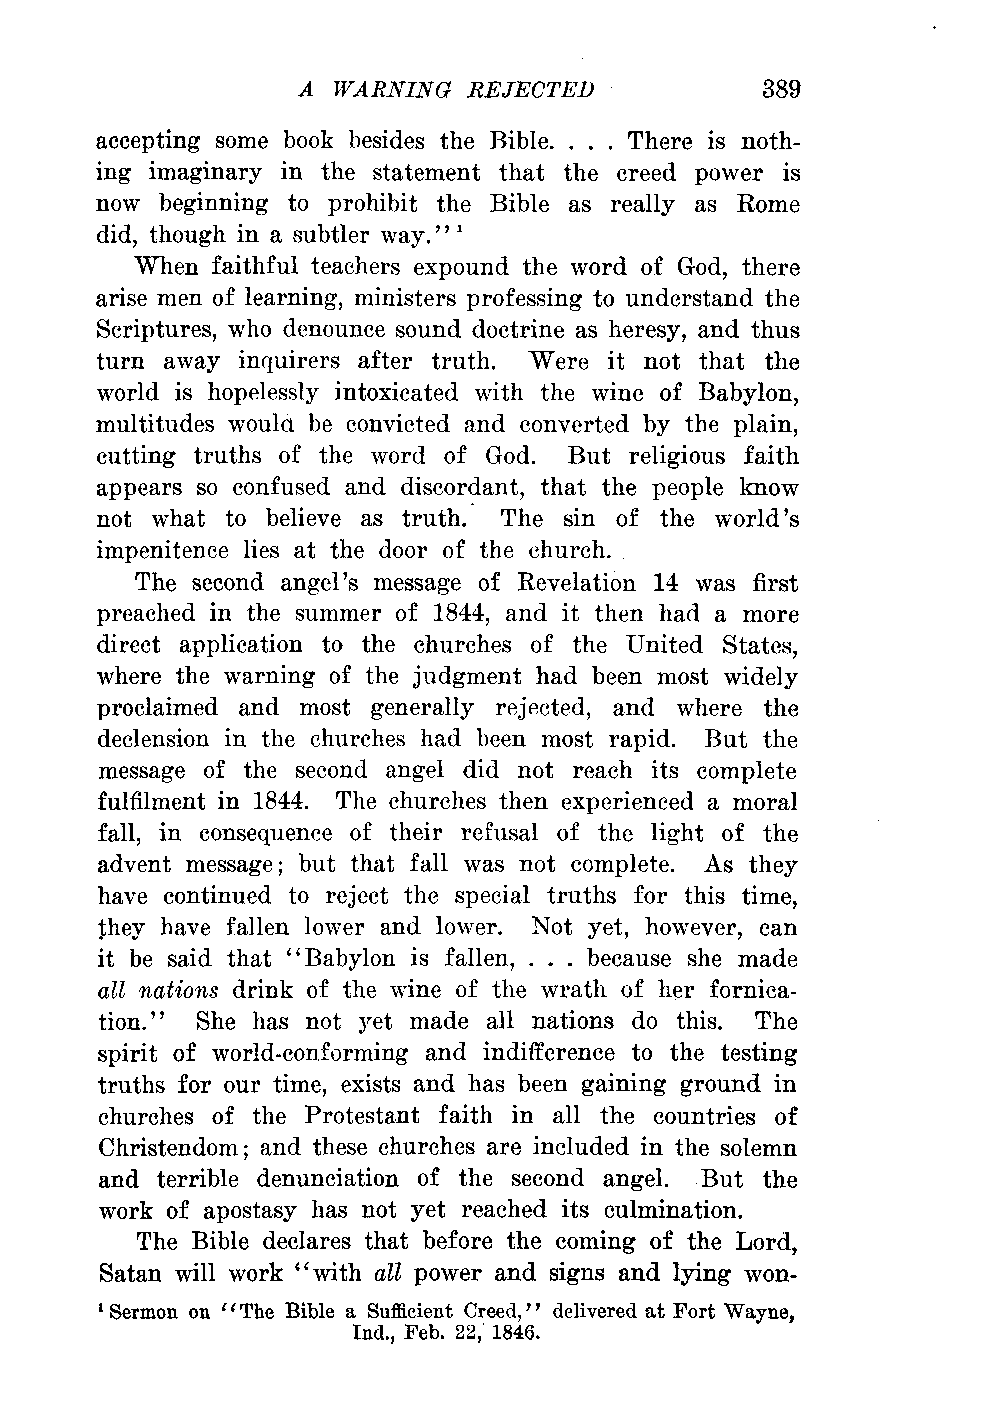 A WARNING REJECTED 389
accepting some book besides the Bible. . . . There is noth-
ing imaginary in the statement that the creed power is
now beginning to prohibit the Bible as really as Rome
did, though in a subtler way." ¹
When faithful teachers expound the word of God, there
arise men of learning, ministers professing to understand the
Scriptures, who denounce sound doctrine as heresy, and thus
turn away inquirers after truth. Were it not that the
world is hopelessly intoxicated with the wine of Babylon,
multitudes would be convicted and converted by the plain,
cutting truths of the word of God. But religious faith
appears so confused and discordant, that the people know
not what to believe as truth. The sin of the world's
impenitence lies at the door of the church.
The second angel's message of Revelation 14 was first
preached in the summer of 1844, and it then had a more
direct application to the churches of the United States,
where the warning of the judgment had been most widely
proclaimed and most generally rejected, and where the
declension in the churches had been most rapid. But the
message of the second angel did not reach its complete
fulfilment in 1844. The churches then experienced a moral
fall, in consequence of their refusal of the light of the
advent message; but that fall was not complete. As they
have continued to reject the special truths for this time,
they have fallen lower and lower. Not yet, however, can
it be said that "Babylon is fallen, . . . because she made
all nations drink of the wine of the wrath of her fornica-
tion." She has not yet made all nations do this. The
spirit of world-conforming and indifference to the testing
truths for our time, exists and has been gaining ground in
churches of the Protestant faith in all the countries of
Christendom; and these churches are included in the solemn
and terrible denunciation of the second angel. But the
work of apostasy has not yet reached its culmination.
The Bible declares that before the coming of the Lord,
Satan will work "with all power and signs and lying won-
¹ Sermon on "The Bible a Sufficient Creed," delivered at Fort Wayne,
Ind., Feb. 22, 1846.